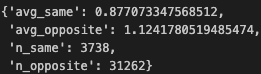 {'avg_same': 0.877073347568512,
'avg_opposite': 1.1241780519485474,
'n_same': 3738,
'n_opposite': 31262}